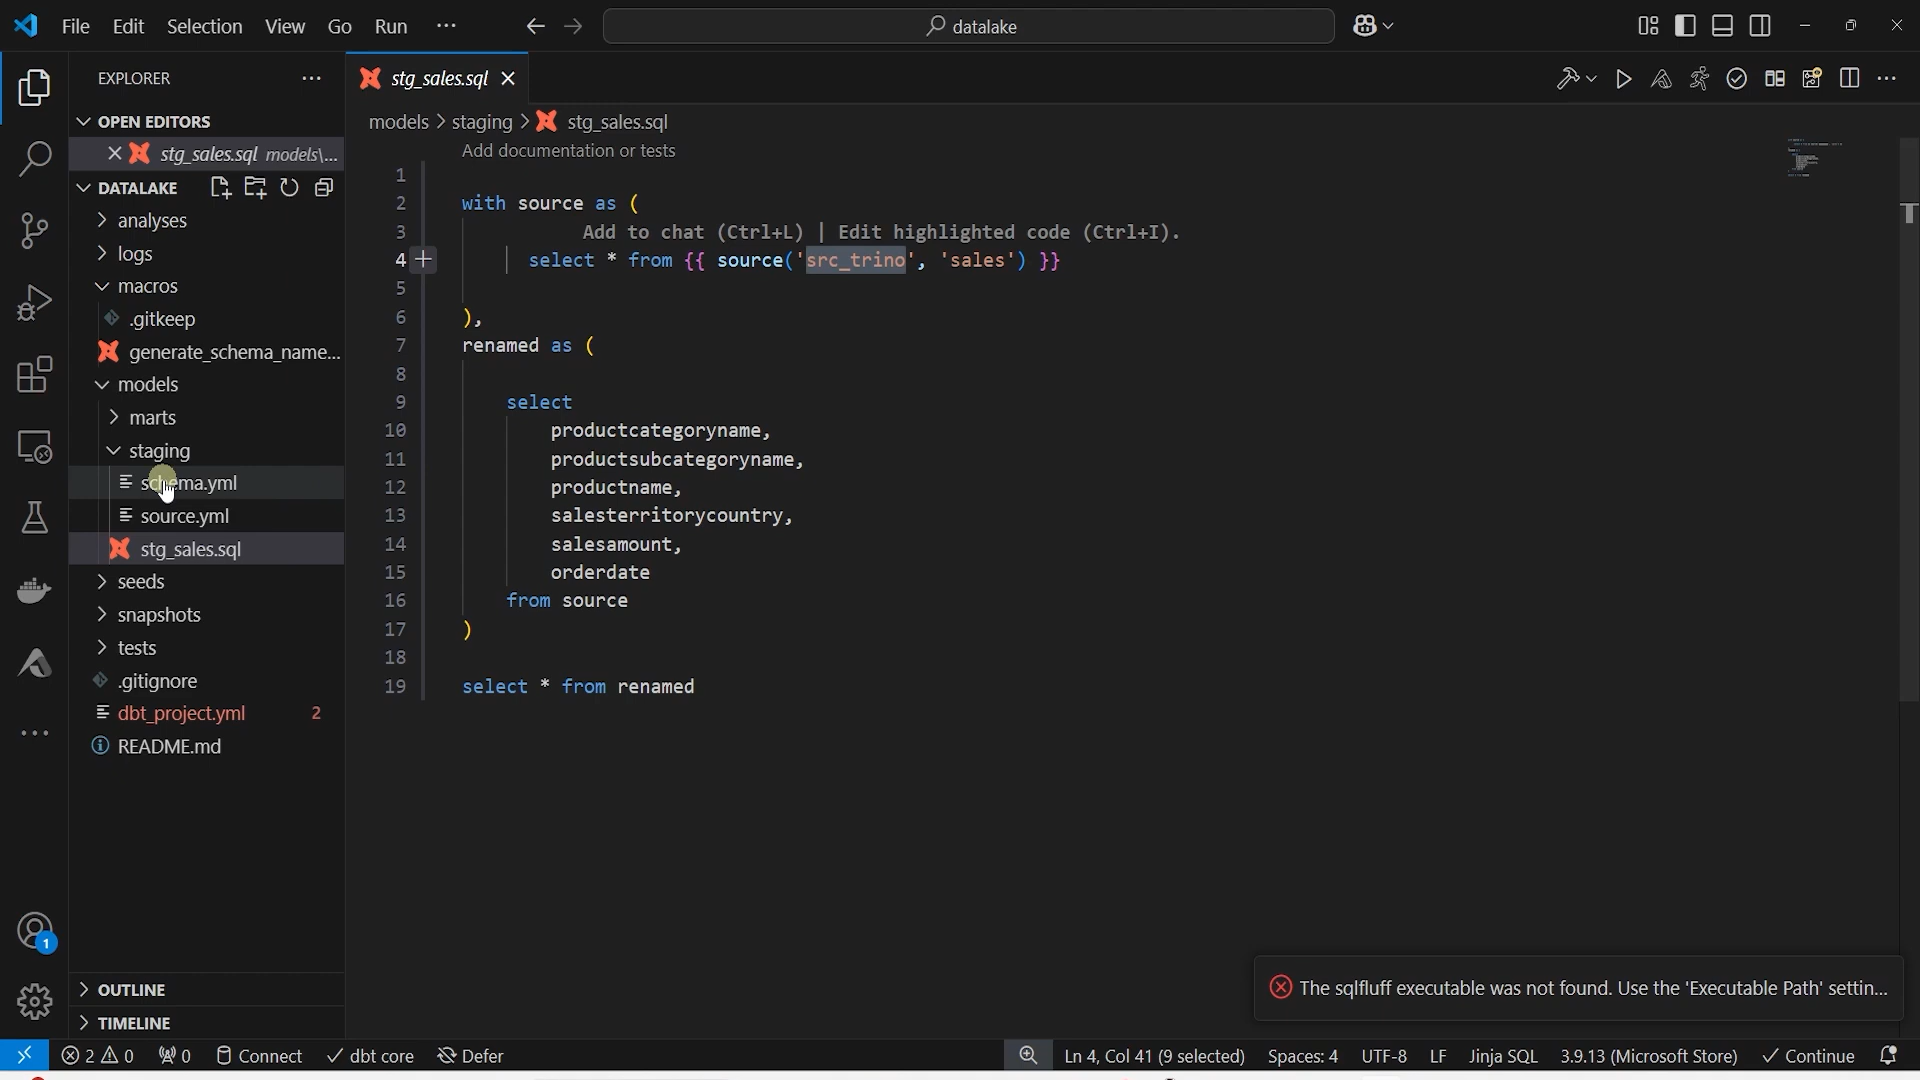 File Edit Selection View Go Run ···
datalake
EXPLORER
OPEN EDITORS
stg_sales.sql models\...
DATALAKE
analyses
logs
macros
.gitkeep
generate_schema_name...
models
marts
staging
schema.yml
source.yml
stg_sales.sql
seeds
snapshots
tests
.gitignore
dbt_project.yml 2
README.md
OUTLINE
TIMELINE
1
stg_sales.sql
models > staging > stg_sales.sql
Add documentation or tests
1
2 with source as (
3 Add to chat (Ctrl+L) | Edit highlighted code (Ctrl+I).
4 select * from {{ source('src_trino', 'sales') }}
5
6 ),
7 renamed as (
8
9 select
10 productcategoryname,
11 productsubcategoryname,
12 productname,
13 salesterritorycountry,
14 salesamount,
15 orderdate
16 from source
17 )
18
19 select * from renamed
The sqlfluff executable was not found. Use the 'Executable Path' settin...
2 0 0 Connect dbt core Defer Ln 4, Col 41 (9 selected) Spaces: 4 UTF-8 LF Jinja SQL 3.9.13 (Microsoft Store) Continue